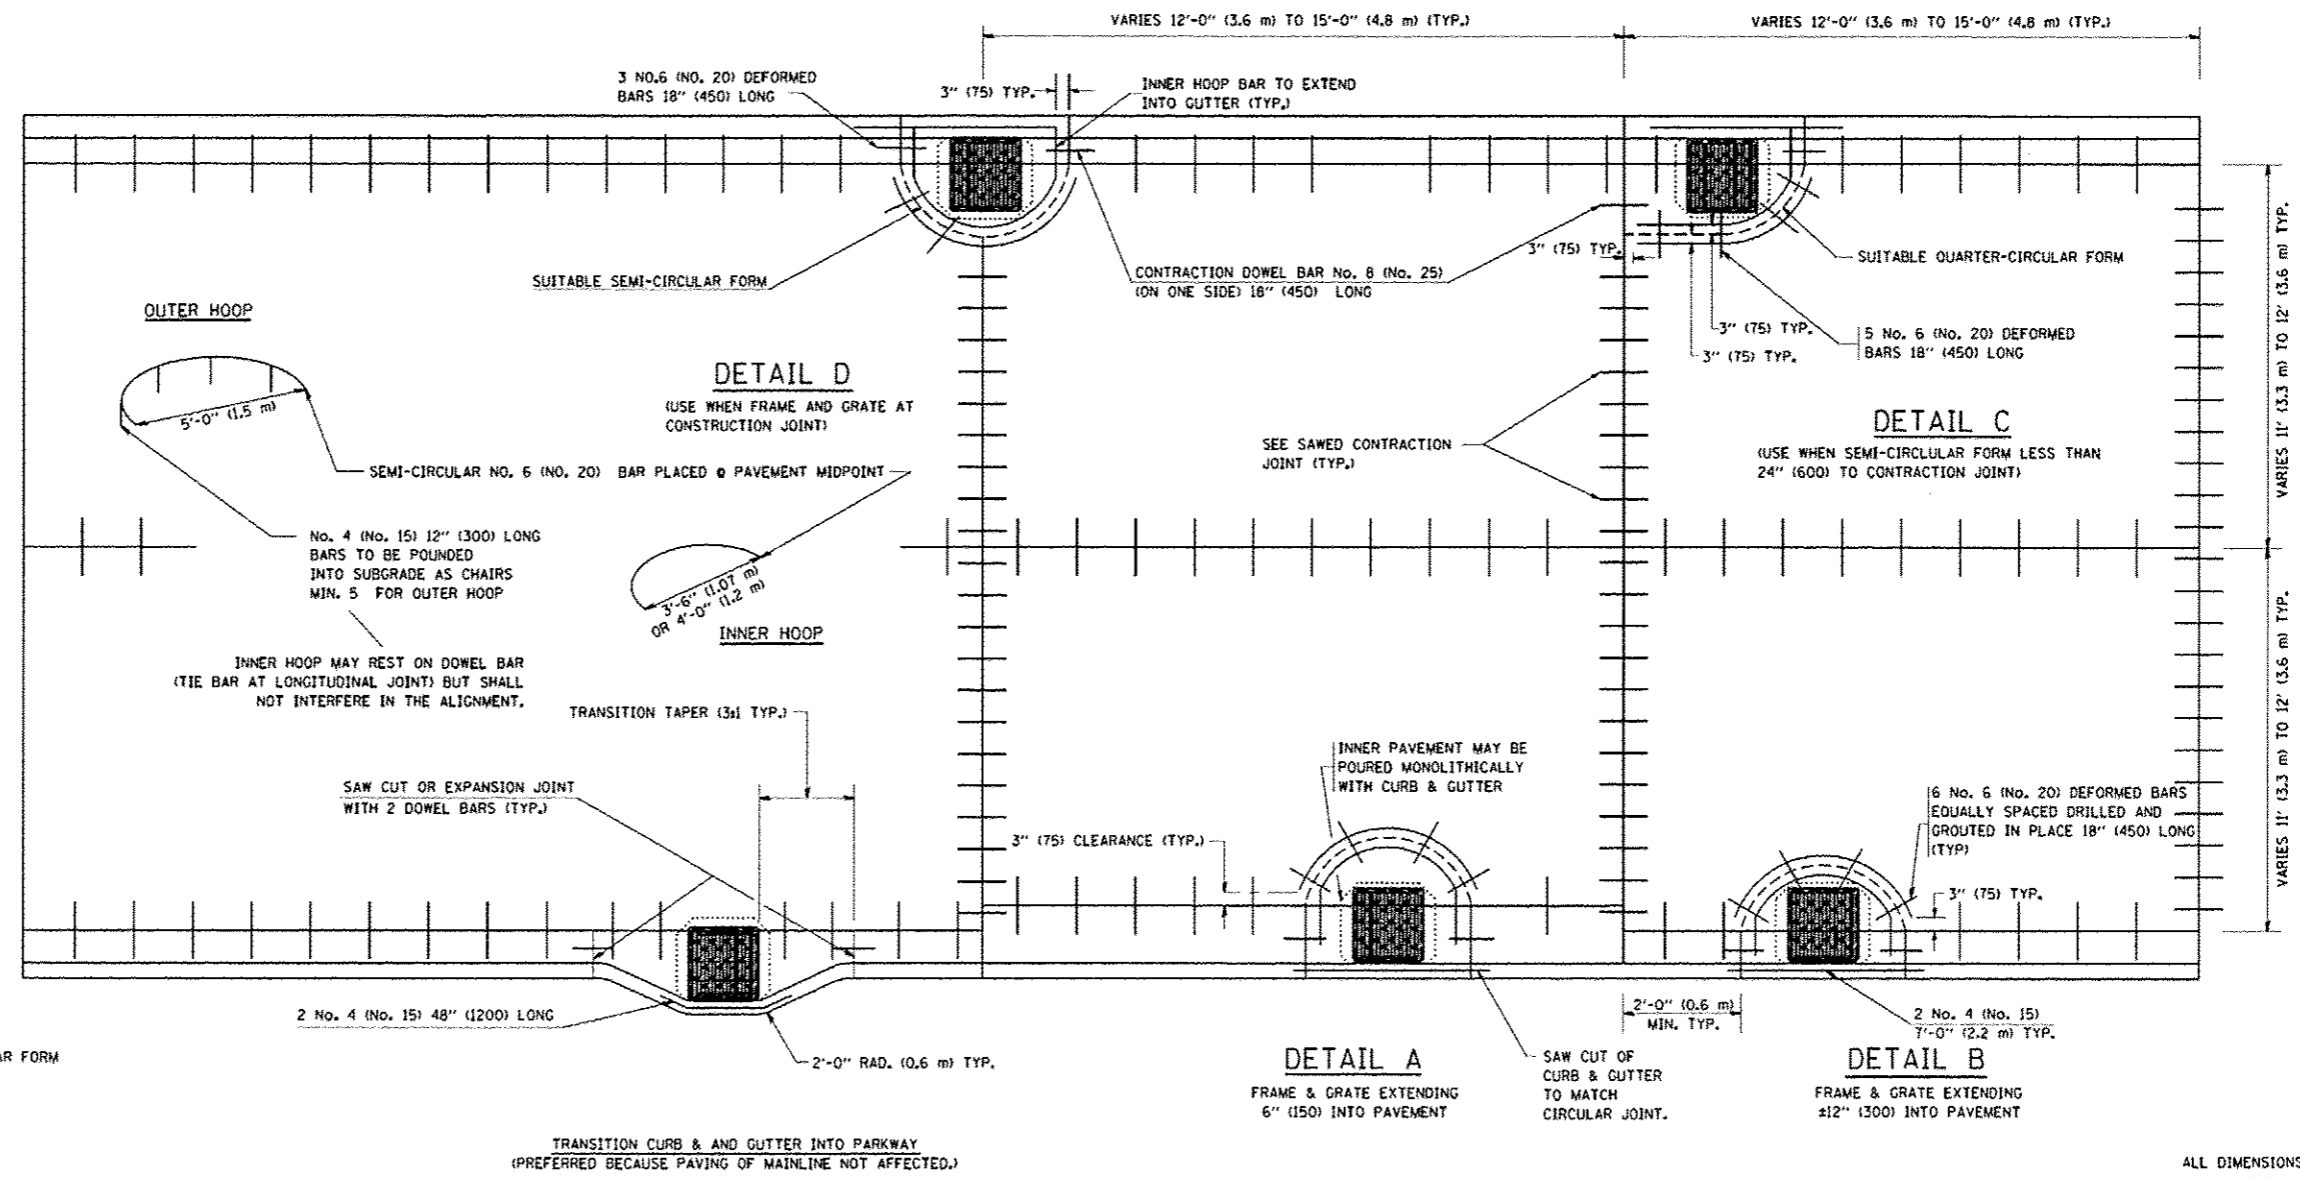 VARIES 12'-0" (3.6 m) TO 15'-0" (4.8 m) (TYP.)
VARIES 12'-0" (3.6 m) TO 15'-0" (4.8 m) (TYP.)
3 NO.6 (NO. 20) DEFORMED
BARS 18" (450) LONG
3" (75) TYP.
INNER HOOP BAR TO EXTEND
INTO GUTTER (TYP.)
SUITABLE SEMI-CIRCULAR FORM
CONTRACTION DOWEL BAR No. 8 (No. 25)
(ON ONE SIDE) 18" (450) LONG
3" (75) TYP.
SUITABLE QUARTER-CIRCULAR FORM
3" (75) TYP.
3" (75) TYP.
5 No. 6 (No. 20) DEFORMED
BARS 18" (450) LONG
VARIES 11' (3.3 m) TO 12' (3.6 m) TYP.
OUTER HOOP
5'-0" (1.5 m)
DETAIL D
(USE WHEN FRAME AND GRATE AT
CONSTRUCTION JOINT)
SEMI-CIRCULAR NO. 6 (NO. 20) BAR PLACED @ PAVEMENT MIDPOINT
SEE SAWED CONTRACTION
JOINT (TYP.)
DETAIL C
(USE WHEN SEMI-CIRCLULAR FORM LESS THAN
24" (600) TO CONTRACTION JOINT)
No. 4 (No. 15) 12" (300) LONG
BARS TO BE POUNDED
INTO SUBGRADE AS CHAIRS
MIN. 5 FOR OUTER HOOP
3'-6" (1.07 m)
OR 4'-0" (1.2 m)
INNER HOOP
INNER HOOP MAY REST ON DOWEL BAR
(TIE BAR AT LONGITUDINAL JOINT) BUT SHALL
NOT INTERFERE IN THE ALIGNMENT.
TRANSITION TAPER (3:1 TYP.)
SAW CUT OR EXPANSION JOINT
WITH 2 DOWEL BARS (TYP.)
INNER PAVEMENT MAY BE
POURED MONOLITHICALLY
WITH CURB & GUTTER
3" (75) CLEARANCE (TYP.)
6 No. 6 (No. 20) DEFORMED BARS
EQUALLY SPACED DRILLED AND
GROUTED IN PLACE 18" (450) LONG
(TYP)
3" (75) TYP.
VARIES 11' (3.3 m) TO 12' (3.6 m) TYP.
2 No. 4 (No. 15) 48" (1200) LONG
2'-0" RAD. (0.6 m) TYP.
2'-0" (0.6 m)
MIN. TYP.
2 No. 4 (No. 15)
7'-0" (2.2 m) TYP.
AR FORM
DETAIL A
FRAME & GRATE EXTENDING
6" (150) INTO PAVEMENT
SAW CUT OF
CURB & GUTTER
TO MATCH
CIRCULAR JOINT.
DETAIL B
FRAME & GRATE EXTENDING
±12" (300) INTO PAVEMENT
TRANSITION CURB & AND GUTTER INTO PARKWAY
(PREFERRED BECAUSE PAVING OF MAINLINE NOT AFFECTED.)
ALL DIMENSIONS